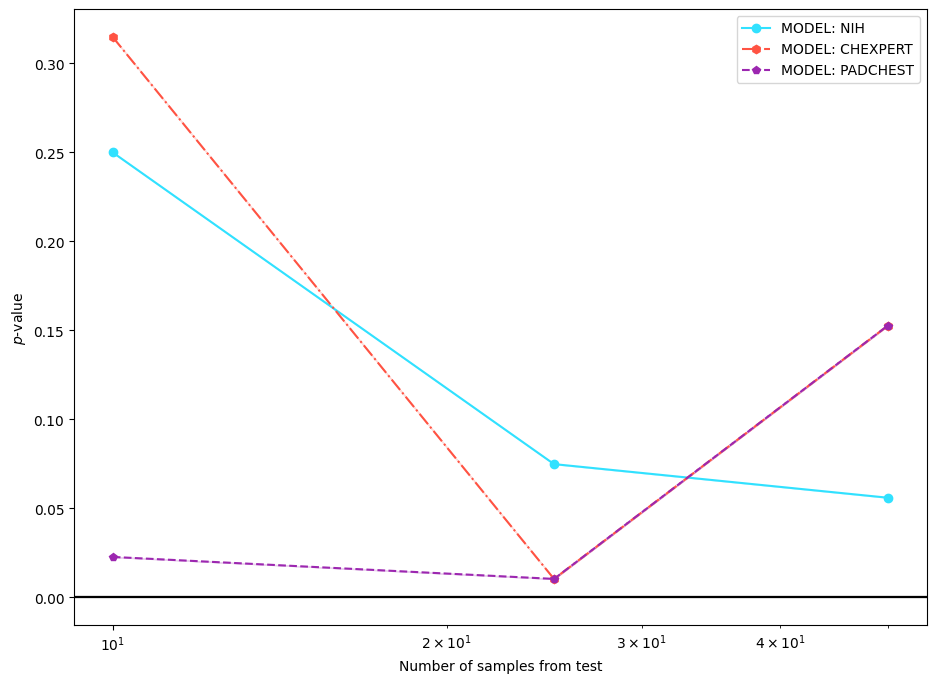 MODEL: NIH
MODEL: CHEXPERT
MODEL: PADCHEST
0.30
0.25
0.20
0.15
0.10
0.05
0.00
p-value
10¹
2 × 10¹
3 × 10¹
4 × 10¹
Number of samples from test